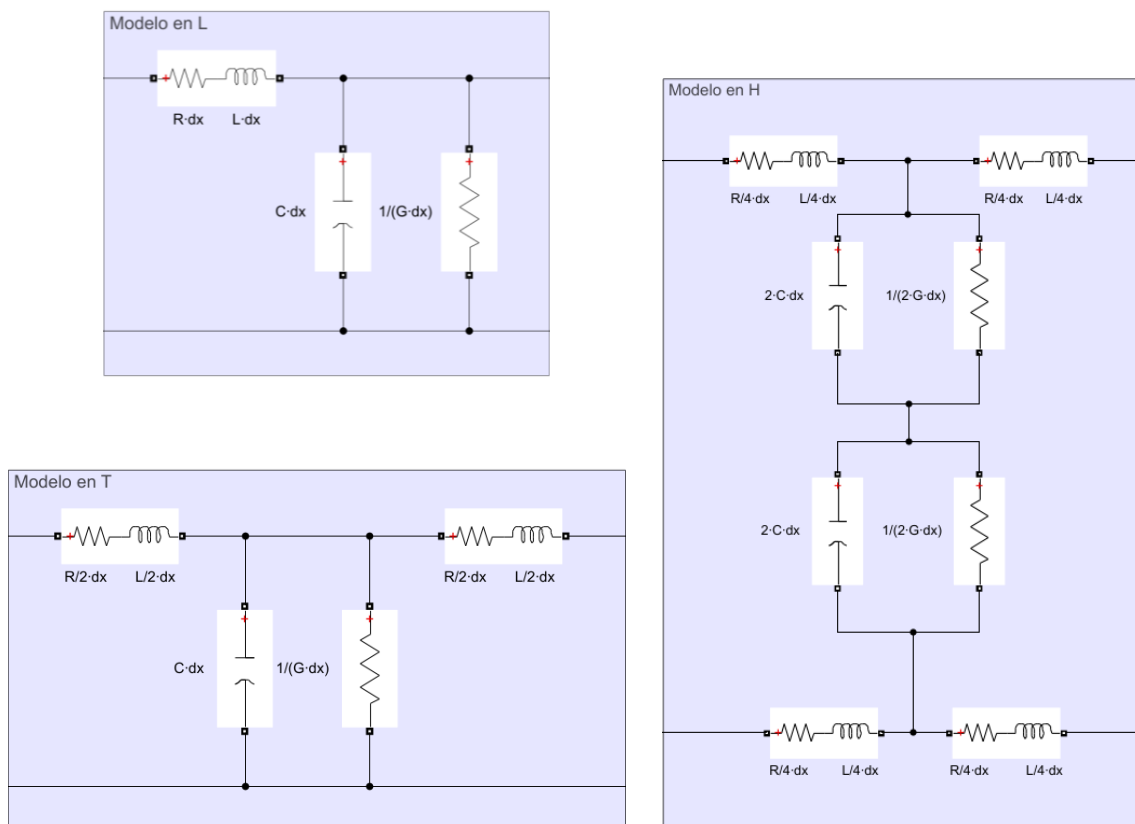 Modelo en L
R·dx L·dx
C·dx 1/(G·dx)
Modelo en H
R/4·dx L/4·dx R/4·dx L/4·dx
2·C·dx 1/(2·G·dx)
2·C·dx 1/(2·G·dx)
R/4·dx L/4·dx R/4·dx L/4·dx
Modelo en T
R/2·dx L/2·dx R/2·dx L/2·dx
C·dx 1/(G·dx)